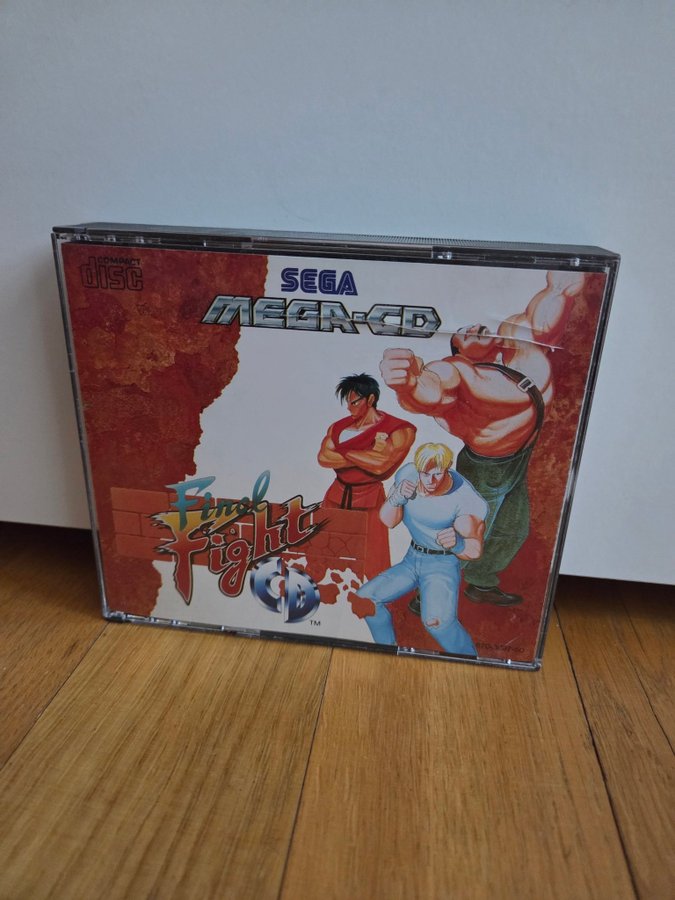 COMPACT
disc
SEGA
MEGA-CD
Final
Fight
CD
TM